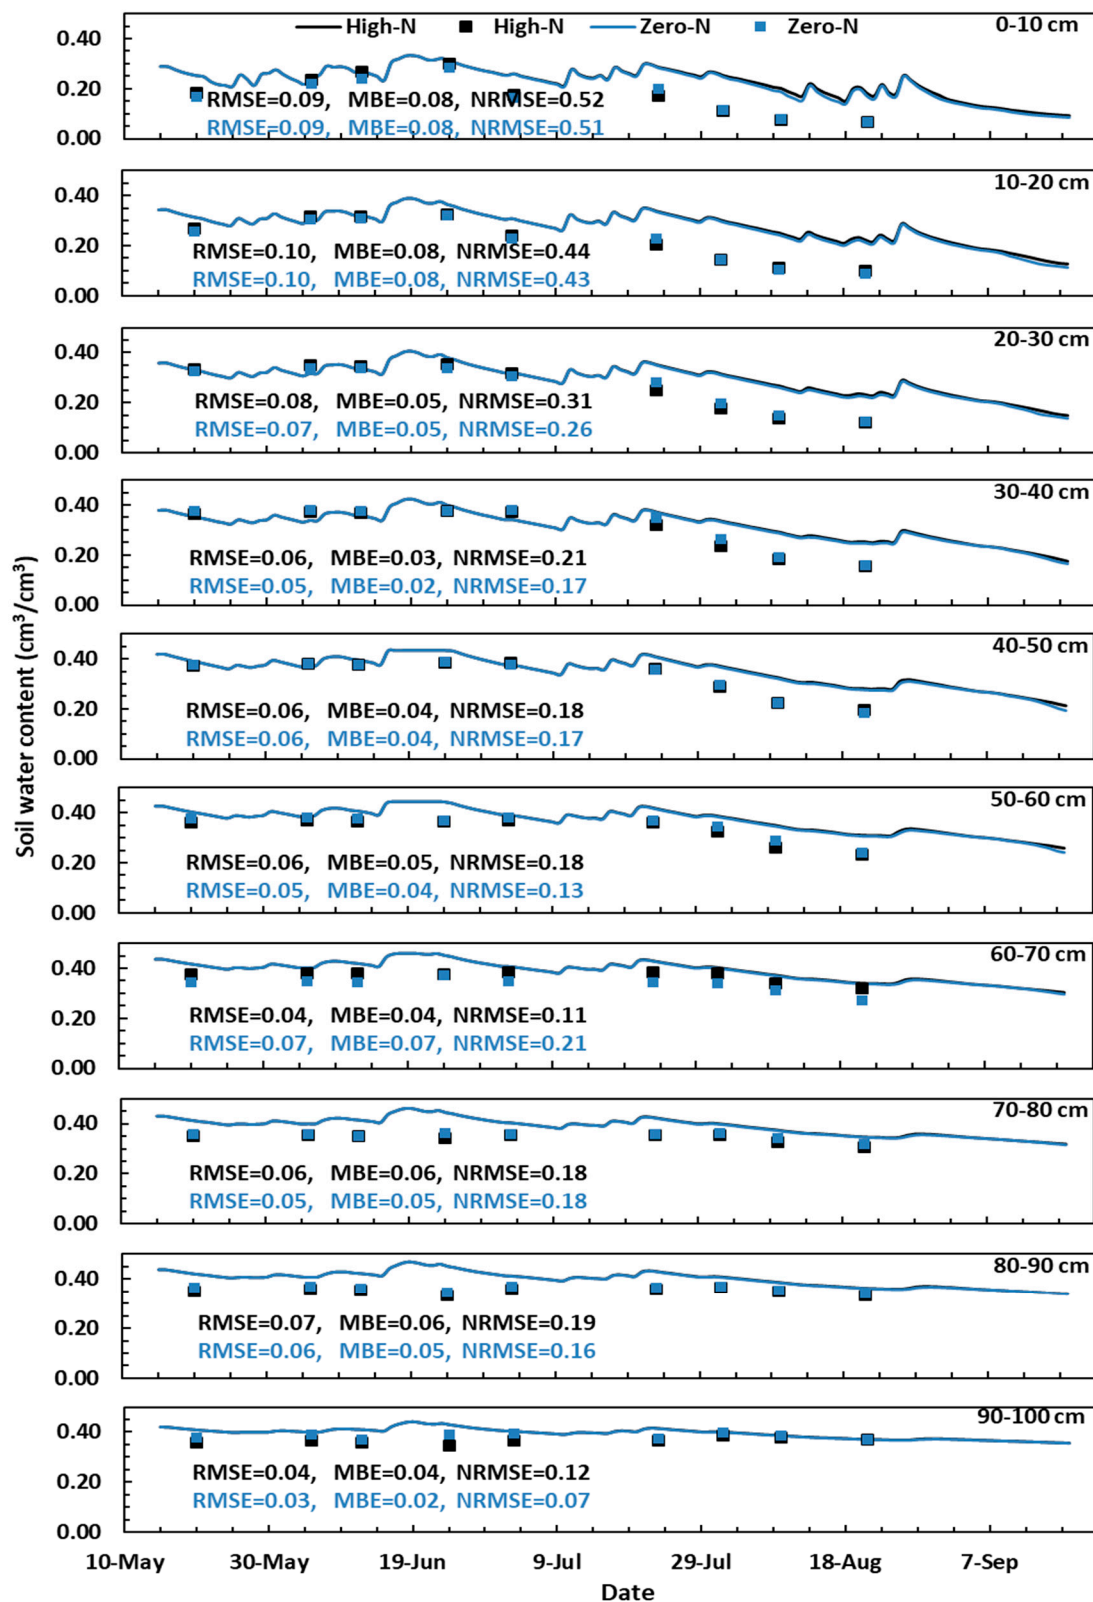 High-N High-N Zero-N Zero-N 0-10 cm
0.40
0.20
0.00
RMSE=0.09, MBE=0.08, NRMSE=0.52
RMSE=0.09, MBE=0.08, NRMSE=0.51
10-20 cm
0.40
0.20
0.00
RMSE=0.10, MBE=0.08, NRMSE=0.44
RMSE=0.10, MBE=0.08, NRMSE=0.43
20-30 cm
0.40
0.20
0.00
RMSE=0.08, MBE=0.05, NRMSE=0.31
RMSE=0.07, MBE=0.05, NRMSE=0.26
30-40 cm
0.40
0.20
0.00
RMSE=0.06, MBE=0.03, NRMSE=0.21
RMSE=0.05, MBE=0.02, NRMSE=0.17
Soil water content (cm³/cm³)
40-50 cm
0.40
0.20
0.00
RMSE=0.06, MBE=0.04, NRMSE=0.18
RMSE=0.06, MBE=0.04, NRMSE=0.17
50-60 cm
0.40
0.20
0.00
RMSE=0.06, MBE=0.05, NRMSE=0.18
RMSE=0.05, MBE=0.04, NRMSE=0.13
60-70 cm
0.40
0.20
0.00
RMSE=0.04, MBE=0.04, NRMSE=0.11
RMSE=0.07, MBE=0.07, NRMSE=0.21
70-80 cm
0.40
0.20
0.00
RMSE=0.06, MBE=0.06, NRMSE=0.18
RMSE=0.05, MBE=0.05, NRMSE=0.18
80-90 cm
0.40
0.20
0.00
RMSE=0.07, MBE=0.06, NRMSE=0.19
RMSE=0.06, MBE=0.05, NRMSE=0.16
90-100 cm
0.40
0.20
0.00
RMSE=0.04, MBE=0.04, NRMSE=0.12
RMSE=0.03, MBE=0.02, NRMSE=0.07
10-May 30-May 19-Jun 9-Jul 29-Jul 18-Aug 7-Sep
Date